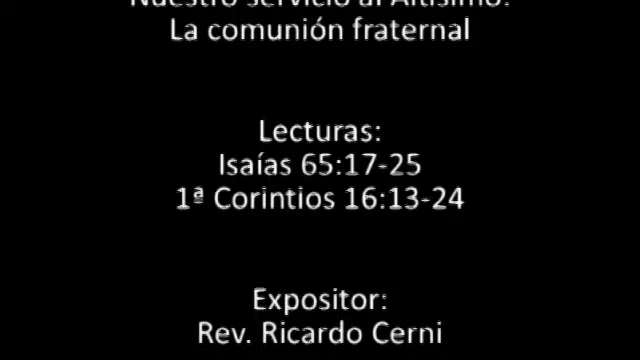 Nuestro servicio al Altísimo:
La comunión fraternal
Lecturas:
Isaías 65:17-25
1ª Corintios 16:13-24
Expositor:
Rev. Ricardo Cerni